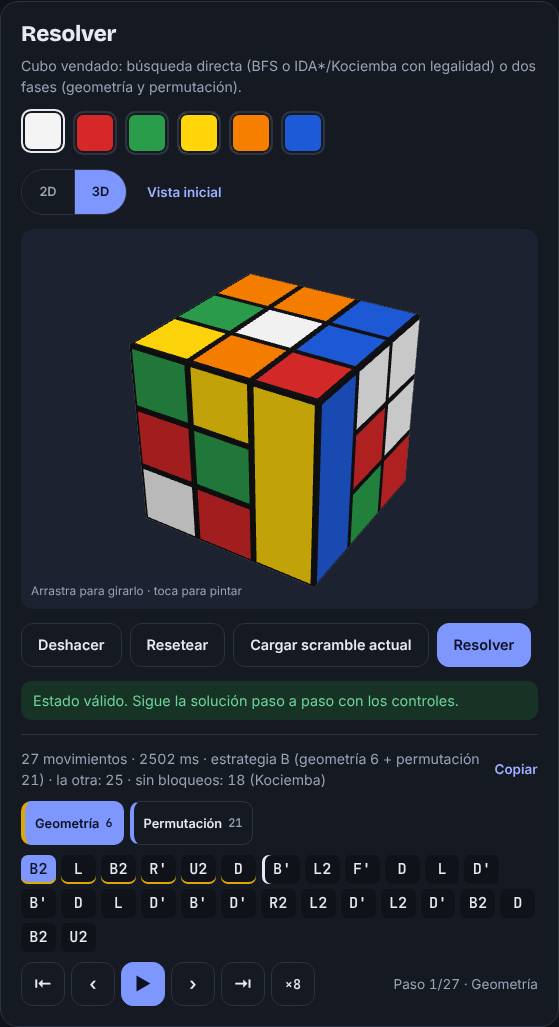 Resolver
Cubo vendado: búsqueda directa (BFS o IDA*/Kociemba con legalidad) o dos
fases (geometría y permutación).
2D 3D Vista inicial
Arrastra para girarlo · toca para pintar
Deshacer Resetear Cargar scramble actual Resolver
Estado válido. Sigue la solución paso a paso con los controles.
27 movimientos · 2502 ms · estrategia B (geometría 6 + permutación
21) · la otra: 25 · sin bloqueos: 18 (Kociemba)
Copiar
Geometría 6 Permutación 21
B2 L B2 R' U2 D B' L2 F' D L D'
B' D L D' B' D' R2 L2 D' L2 D' B2 D
B2 U2
×8 Paso 1/27 · Geometría